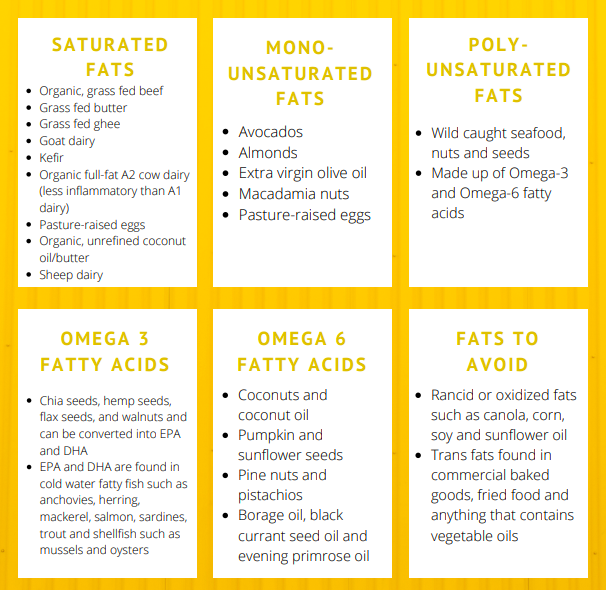 SATURATED
FATS
• Organic, grass fed beef
• Grass fed butter
• Grass fed ghee
• Goat dairy
• Kefir
• Organic full-fat A2 cow dairy
(less inflammatory than A1
dairy)
• Pasture-raised eggs
• Organic, unrefined coconut
oil/butter
• Sheep dairy
MONO-
UNSATURATED
FATS
• Avocados
• Almonds
• Extra virgin olive oil
• Macadamia nuts
• Pasture-raised eggs
POLY-
UNSATURATED
FATS
• Wild caught seafood,
nuts and seeds
• Made up of Omega-3
and Omega-6 fatty
acids
OMEGA 3
FATTY ACIDS
• Chia seeds, hemp seeds,
flax seeds, and walnuts and
can be converted into EPA
and DHA
• EPA and DHA are found in
cold water fatty fish such as
anchovies, herring,
mackerel, salmon, sardines,
trout and shellfish such as
mussels and oysters
OMEGA 6
FATTY ACIDS
• Coconuts and
coconut oil
• Pumpkin and
sunflower seeds
• Pine nuts and
pistachios
• Borage oil, black
currant seed oil and
evening primrose oil
FATS TO
AVOID
• Rancid or oxidized fats
such as canola, corn,
soy and sunflower oil
• Trans fats found in
commercial baked
goods, fried food and
anything that contains
vegetable oils